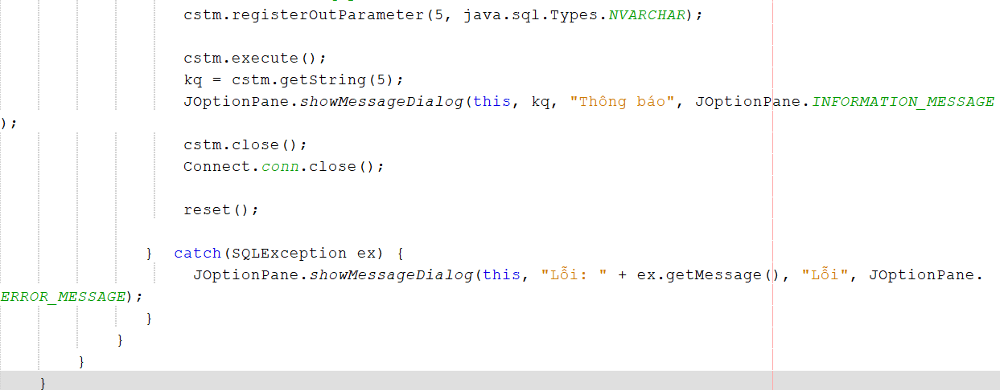 cstm.registerOutParameter(5, java.sql.Types.NVARCHAR);
cstm.execute();
kq = cstm.getString(5);
JOptionPane.showMessageDialog(this, kq, "Thông báo", JOptionPane.INFORMATION_MESSAGE
);
cstm.close();
Connect.conn.close();
reset();
} catch(SQLException ex) {
JOptionPane.showMessageDialog(this, "Lỗi: " + ex.getMessage(), "Lỗi", JOptionPane.
ERROR_MESSAGE);
}
}
}
}